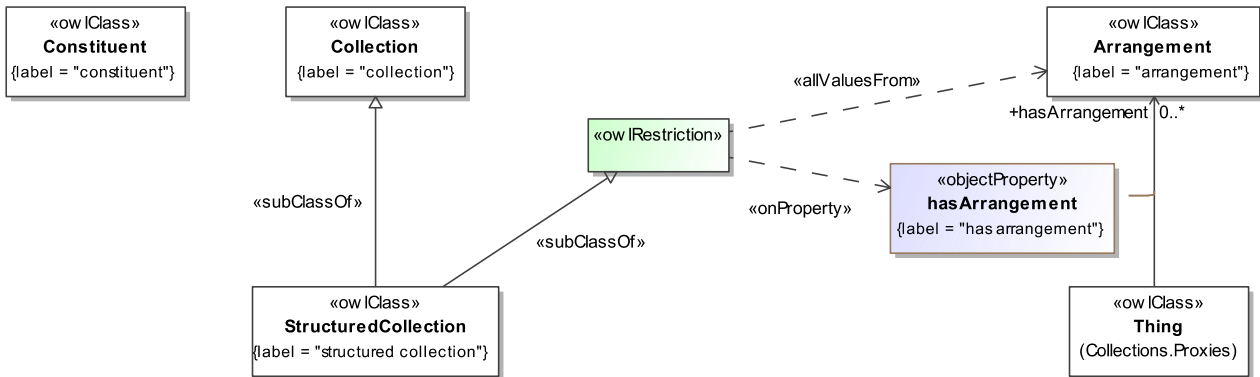 «owlClass»
Constituent
{label = "constituent"}
«owlClass»
Collection
{label = "collection"}
«owlClass»
Arrangement
{label = "arrangement"}
«allValuesFrom»
+hasArrangement 0..*
«owlRestriction»
«objectProperty»
hasArrangement
{label = "has arrangement"}
«onProperty»
«subClassOf»
«subClassOf»
«owlClass»
StructuredCollection
{label = "structured collection"}
«owlClass»
Thing
(Collections.Proxies)